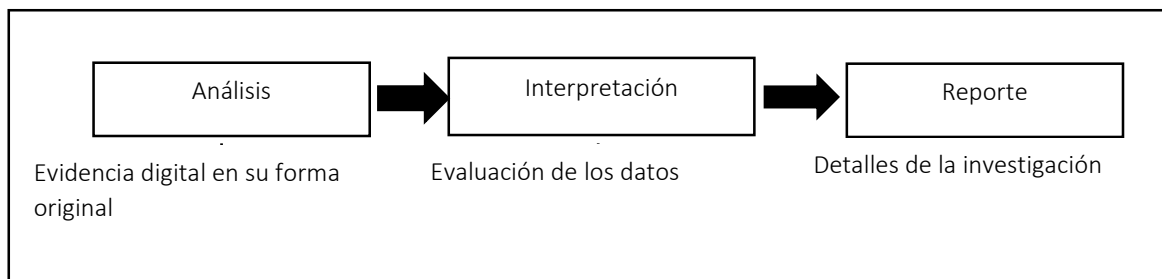 Análisis
Interpretación
Reporte
Evidencia digital en su forma
original
Evaluación de los datos
Detalles de la investigación